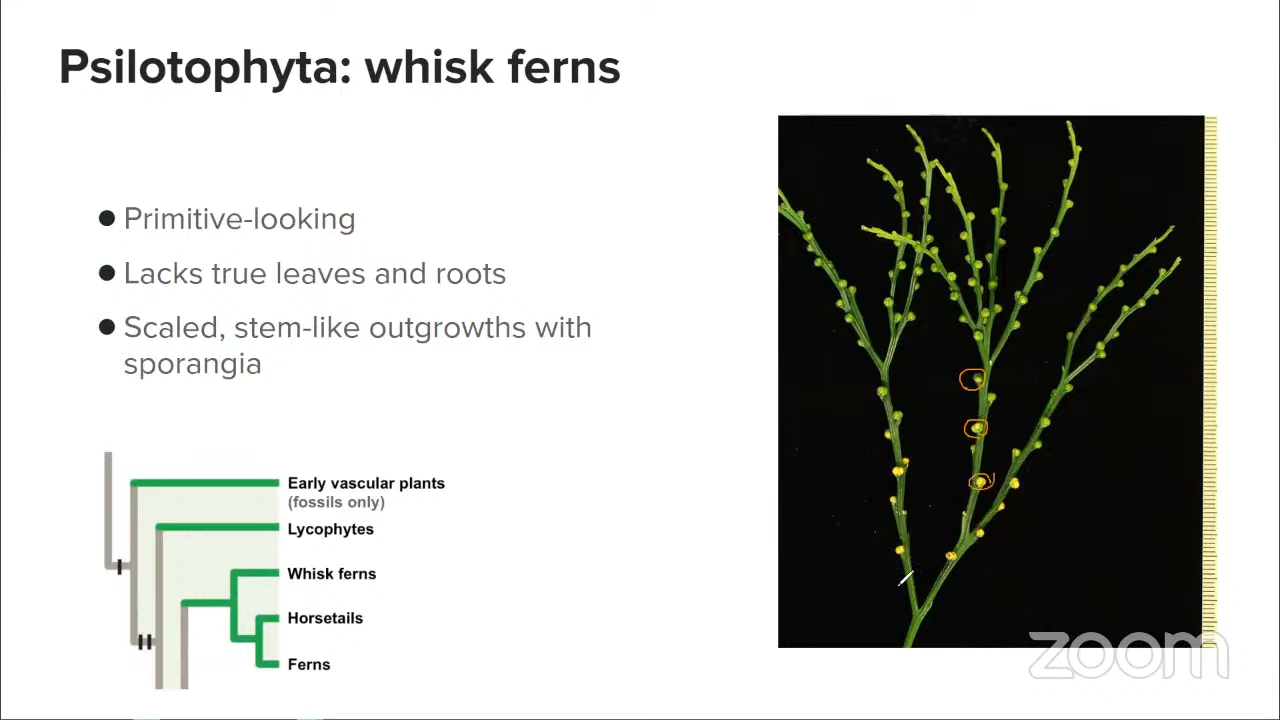 Psilotophyta: whisk ferns
Primitive-looking
Lacks true leaves and roots
Scaled, stem-like outgrowths with
sporangia
Early vascular plants
(fossils only)
Lycophytes
Whisk ferns
Horsetails
Ferns
zoom